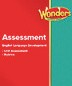 Wonders
Assessment
English Language Development
• Unit Assessment
• Rubrics